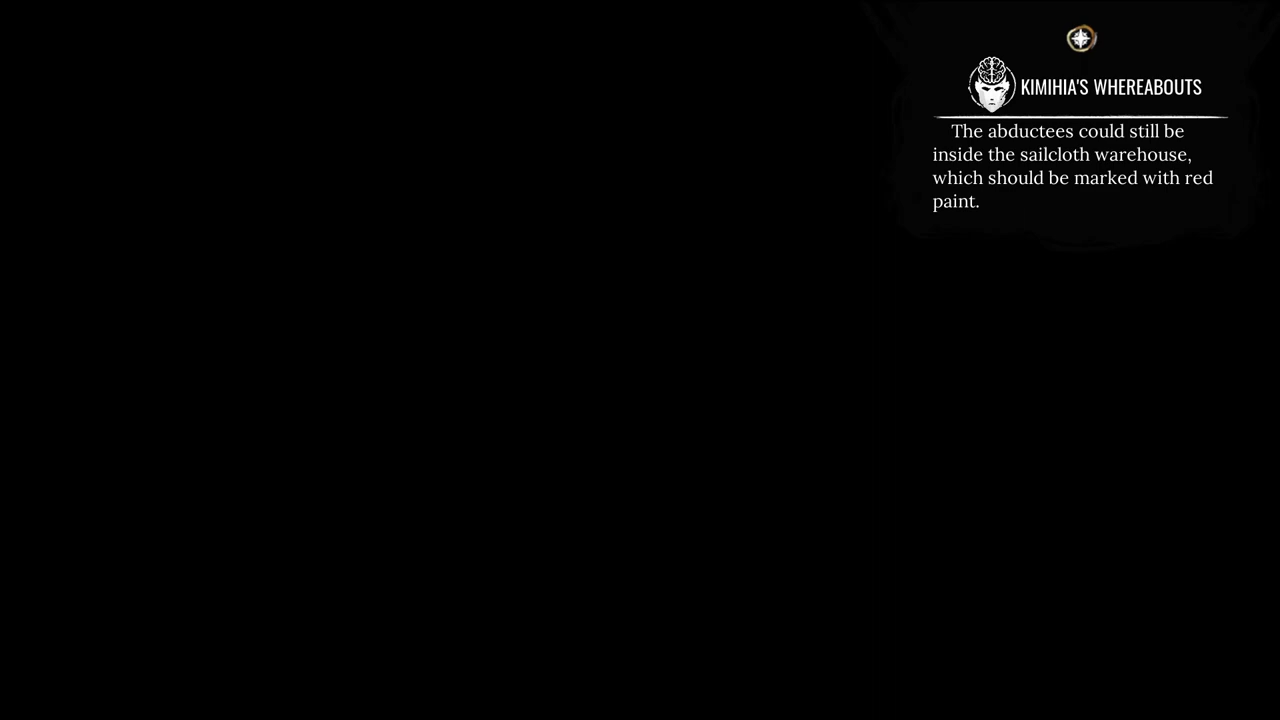 KIMIHIA'S WHEREABOUTS
The abductees could still be
inside the sailcloth warehouse,
which should be marked with red
paint.